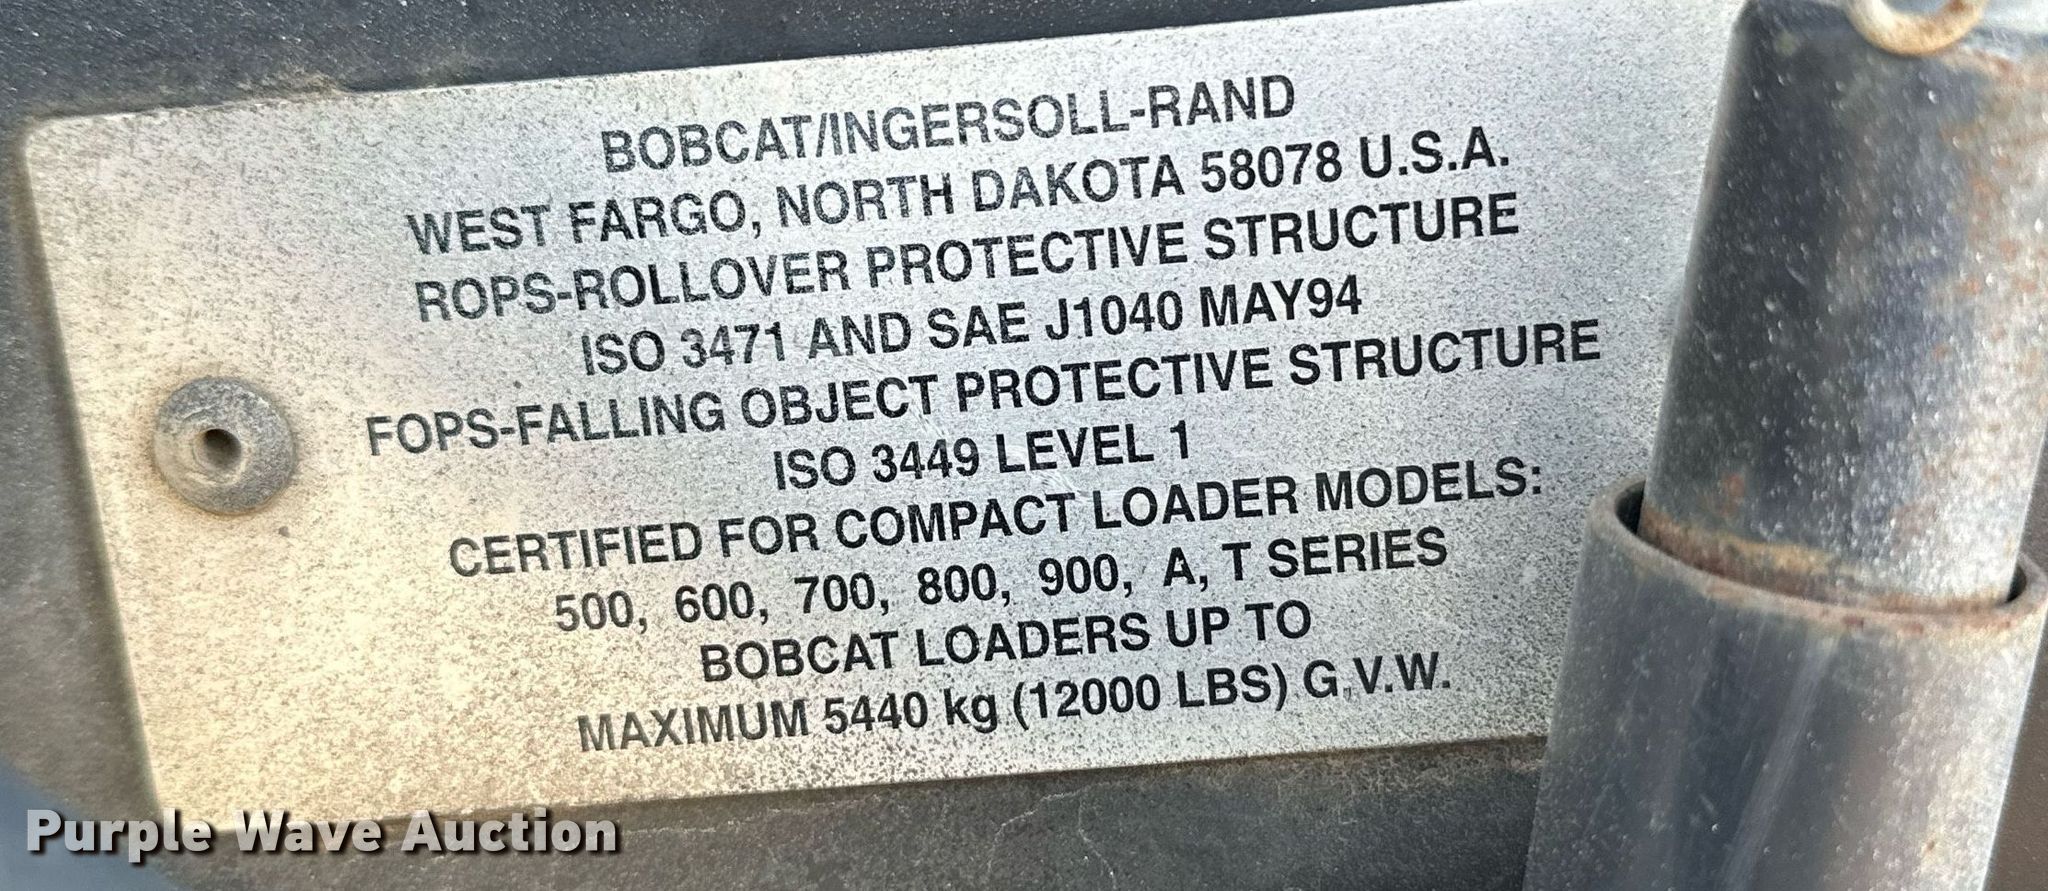 BOBCAT/INGERSOLL-RAND
WEST FARGO, NORTH DAKOTA 58078 U.S.A.
ROPS-ROLLOVER PROTECTIVE STRUCTURE
ISO 3471 AND SAE J1040 MAY94
FOPS-FALLING OBJECT PROTECTIVE STRUCTURE
ISO 3449 LEVEL 1
CERTIFIED FOR COMPACT LOADER MODELS:
500, 600, 700, 800, 900, A, T SERIES
BOBCAT LOADERS UP TO
MAXIMUM 5440 kg (12000 LBS) G.V.W.
Purple Wave Auction